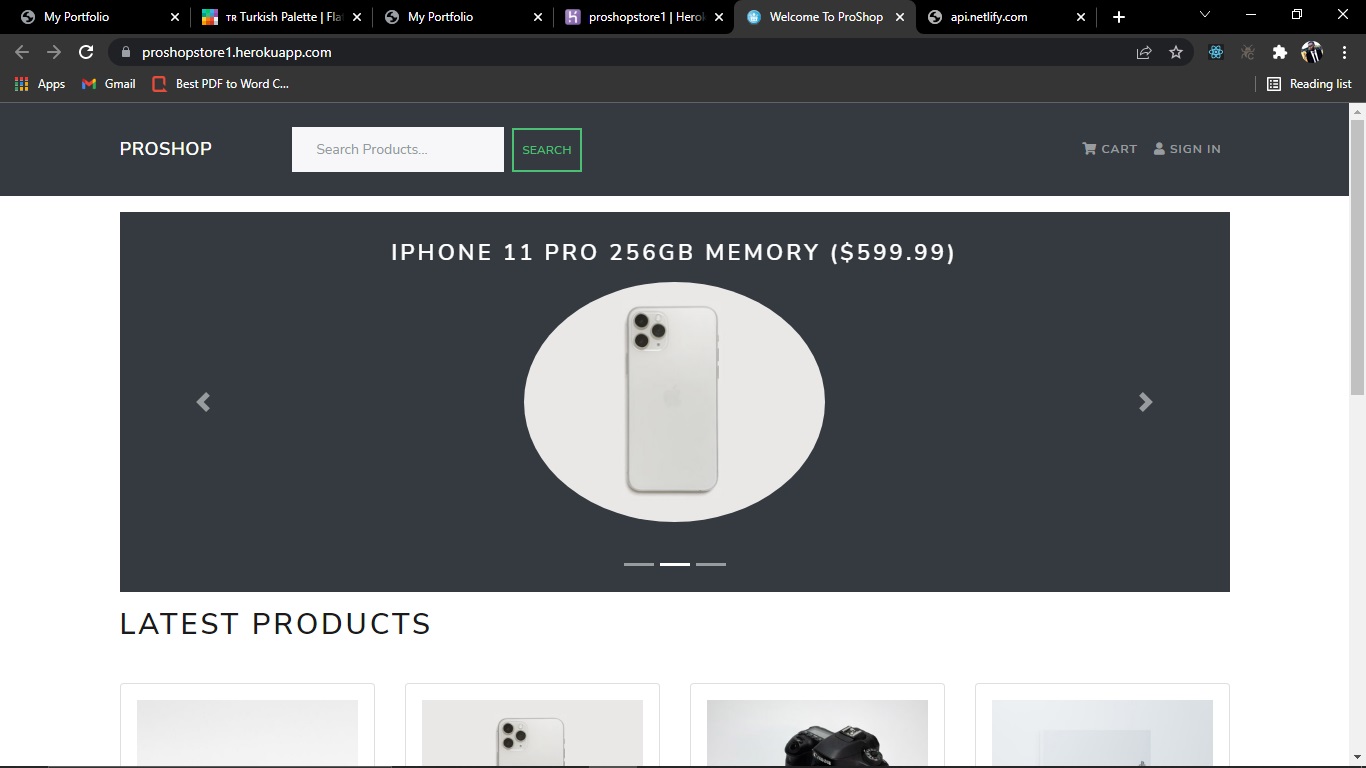 My Portfolio
TR Turkish Palette | Fla
My Portfolio
proshopstore1 | Hero
Welcome To ProShop
api.netlify.com
proshopstore1.herokuapp.com
Apps
Gmail
Best PDF to Word C...
Reading list
PROSHOP
Search Products...
SEARCH
CART
SIGN IN
IPHONE 11 PRO 256GB MEMORY ($599.99)
LATEST PRODUCTS